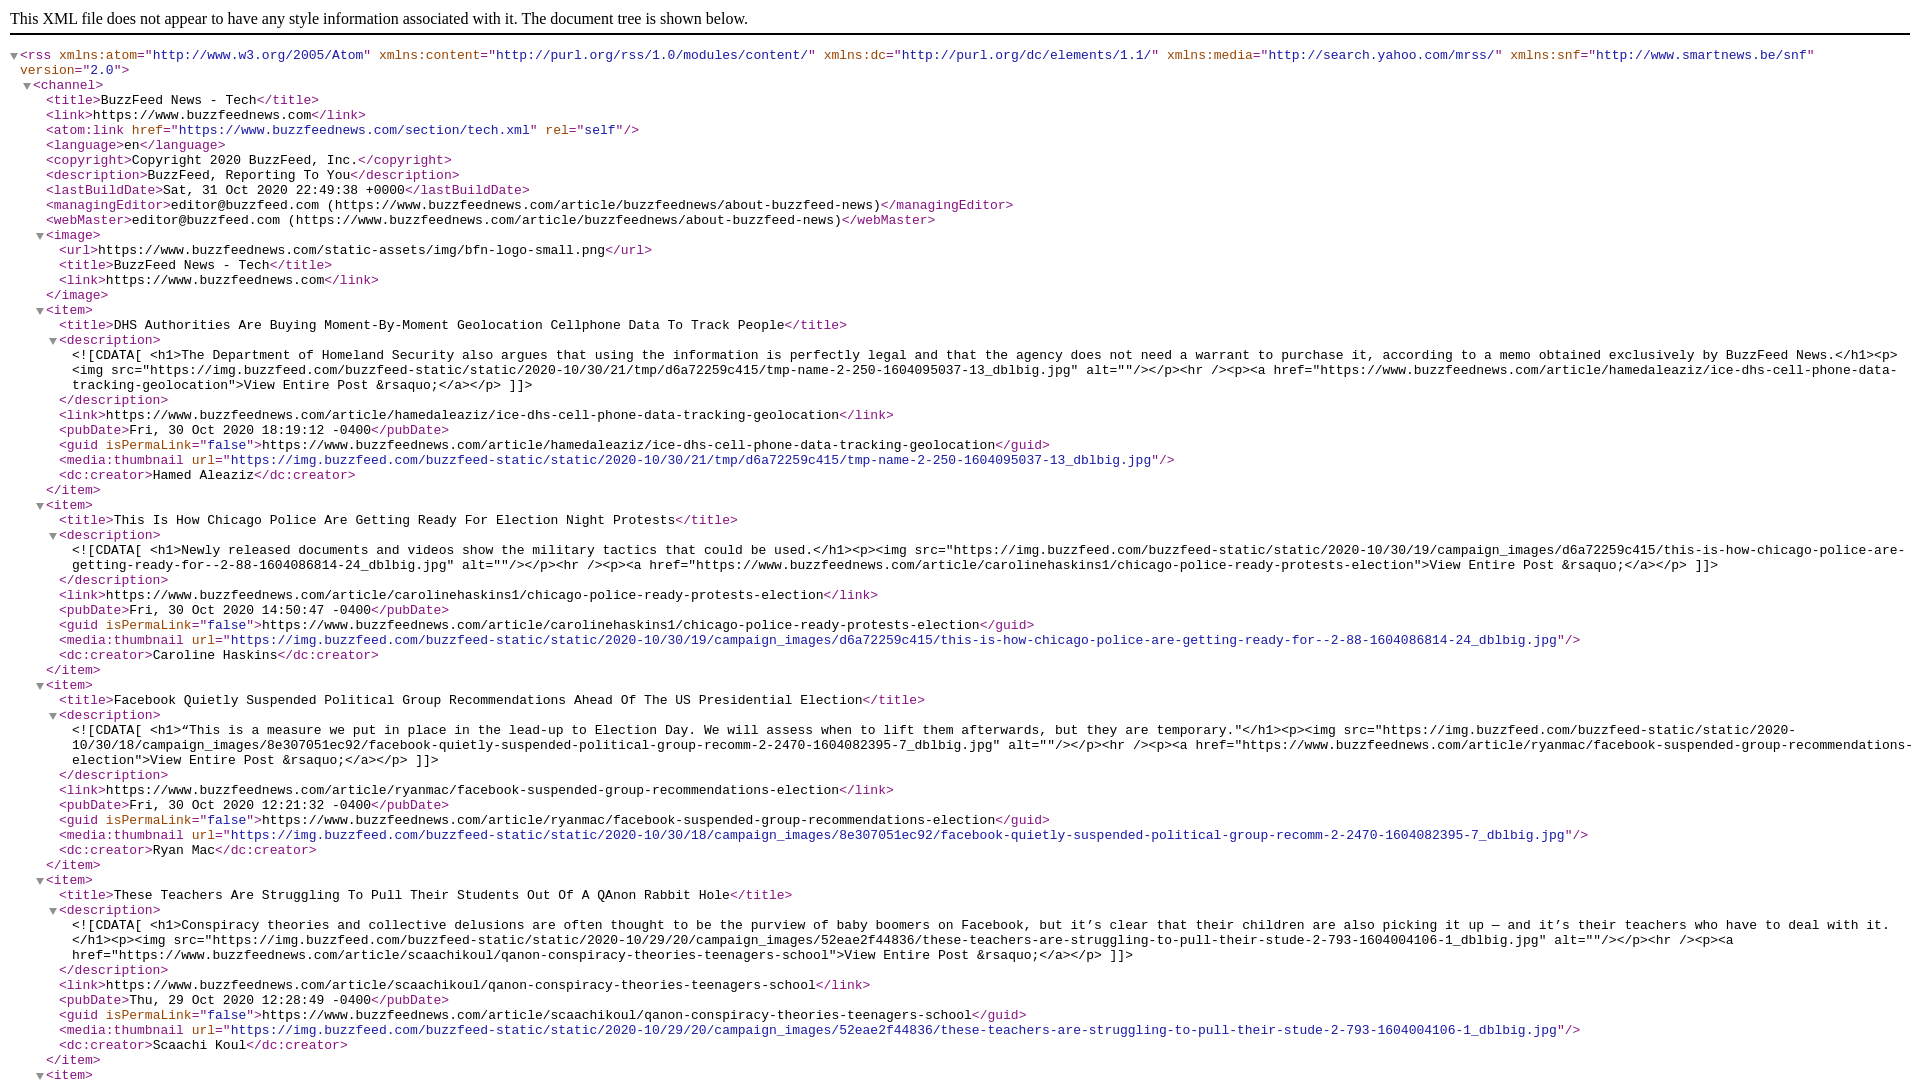 This XML file does not appear to have any style information associated with it. The document tree is shown below.
<rss xmlns:atom="http://www.w3.org/2005/Atom" xmlns:content="http://purl.org/rss/1.0/modules/content/" xmlns:dc="http://purl.org/dc/elements/1.1/" xmlns:media="http://search.yahoo.com/mrss/" xmlns:snf="http://www.smartnews.be/snf"
version="2.0">
<channel>
<title>BuzzFeed News - Tech</title>
<link>https://www.buzzfeednews.com</link>
<atom:link href="https://www.buzzfeednews.com/section/tech.xml" rel="self"/>
<language>en</language>
<copyright>Copyright 2020 BuzzFeed, Inc.</copyright>
<description>BuzzFeed, Reporting To You</description>
<lastBuildDate>Sat, 31 Oct 2020 22:49:38 +0000</lastBuildDate>
<managingEditor>editor@buzzfeed.com (https://www.buzzfeednews.com/article/buzzfeednews/about-buzzfeed-news)</managingEditor>
<webMaster>editor@buzzfeed.com (https://www.buzzfeednews.com/article/buzzfeednews/about-buzzfeed-news)</webMaster>
<image>
<url>https://www.buzzfeednews.com/static-assets/img/bfn-logo-small.png</url>
<title>BuzzFeed News - Tech</title>
<link>https://www.buzzfeednews.com</link>
</image>
<item>
<title>DHS Authorities Are Buying Moment-By-Moment Geolocation Cellphone Data To Track People</title>
<description>
<![CDATA[ <h1>The Department of Homeland Security also argues that using the information is perfectly legal and that the agency does not need a warrant to purchase it, according to a memo obtained exclusively by BuzzFeed News.</h1><p>
<img src="https://img.buzzfeed.com/buzzfeed-static/static/2020-10/30/21/tmp/d6a72259c415/tmp-name-2-250-1604095037-13_dblbig.jpg" alt=""/></p><hr /><p><a href="https://www.buzzfeednews.com/article/hamedaleaziz/ice-dhs-cell-phone-data-
tracking-geolocation">View Entire Post &rsaquo;</a></p> ]]>
</description>
<link>https://www.buzzfeednews.com/article/hamedaleaziz/ice-dhs-cell-phone-data-tracking-geolocation</link>
<pubDate>Fri, 30 Oct 2020 18:19:12 -0400</pubDate>
<guid isPermaLink="false">https://www.buzzfeednews.com/article/hamedaleaziz/ice-dhs-cell-phone-data-tracking-geolocation</guid>
<media:thumbnail url="https://img.buzzfeed.com/buzzfeed-static/static/2020-10/30/21/tmp/d6a72259c415/tmp-name-2-250-1604095037-13_dblbig.jpg"/>
<dc:creator>Hamed Aleaziz</dc:creator>
</item>
<item>
<title>This Is How Chicago Police Are Getting Ready For Election Night Protests</title>
<description>
<![CDATA[ <h1>Newly released documents and videos show the military tactics that could be used.</h1><p><img src="https://img.buzzfeed.com/buzzfeed-static/static/2020-10/30/19/campaign_images/d6a72259c415/this-is-how-chicago-police-are-
getting-ready-for--2-88-1604086814-24_dblbig.jpg" alt=""/></p><hr /><p><a href="https://www.buzzfeednews.com/article/carolinehaskins1/chicago-police-ready-protests-election">View Entire Post &rsaquo;</a></p> ]]>
</description>
<link>https://www.buzzfeednews.com/article/carolinehaskins1/chicago-police-ready-protests-election</link>
<pubDate>Fri, 30 Oct 2020 14:50:47 -0400</pubDate>
<guid isPermaLink="false">https://www.buzzfeednews.com/article/carolinehaskins1/chicago-police-ready-protests-election</guid>
<media:thumbnail url="https://img.buzzfeed.com/buzzfeed-static/static/2020-10/30/19/campaign_images/d6a72259c415/this-is-how-chicago-police-are-getting-ready-for--2-88-1604086814-24_dblbig.jpg"/>
<dc:creator>Caroline Haskins</dc:creator>
</item>
<item>
<title>Facebook Quietly Suspended Political Group Recommendations Ahead Of The US Presidential Election</title>
<description>
<![CDATA[ <h1>“This is a measure we put in place in the lead-up to Election Day. We will assess when to lift them afterwards, but they are temporary."</h1><p><img src="https://img.buzzfeed.com/buzzfeed-static/static/2020-
10/30/18/campaign_images/8e307051ec92/facebook-quietly-suspended-political-group-recomm-2-2470-1604082395-7_dblbig.jpg" alt=""/></p><hr /><p><a href="https://www.buzzfeednews.com/article/ryanmac/facebook-suspended-group-recommendations-
election">View Entire Post &rsaquo;</a></p> ]]>
</description>
<link>https://www.buzzfeednews.com/article/ryanmac/facebook-suspended-group-recommendations-election</link>
<pubDate>Fri, 30 Oct 2020 12:21:32 -0400</pubDate>
<guid isPermaLink="false">https://www.buzzfeednews.com/article/ryanmac/facebook-suspended-group-recommendations-election</guid>
<media:thumbnail url="https://img.buzzfeed.com/buzzfeed-static/static/2020-10/30/18/campaign_images/8e307051ec92/facebook-quietly-suspended-political-group-recomm-2-2470-1604082395-7_dblbig.jpg"/>
<dc:creator>Ryan Mac</dc:creator>
</item>
<item>
<title>These Teachers Are Struggling To Pull Their Students Out Of A QAnon Rabbit Hole</title>
<description>
<![CDATA[ <h1>Conspiracy theories and collective delusions are often thought to be the purview of baby boomers on Facebook, but it’s clear that their children are also picking it up — and it’s their teachers who have to deal with it.
</h1><p><img src="https://img.buzzfeed.com/buzzfeed-static/static/2020-10/29/20/campaign_images/52eae2f44836/these-teachers-are-struggling-to-pull-their-stude-2-793-1604004106-1_dblbig.jpg" alt=""/></p><hr /><p><a
href="https://www.buzzfeednews.com/article/scaachikoul/qanon-conspiracy-theories-teenagers-school">View Entire Post &rsaquo;</a></p> ]]>
</description>
<link>https://www.buzzfeednews.com/article/scaachikoul/qanon-conspiracy-theories-teenagers-school</link>
<pubDate>Thu, 29 Oct 2020 12:28:49 -0400</pubDate>
<guid isPermaLink="false">https://www.buzzfeednews.com/article/scaachikoul/qanon-conspiracy-theories-teenagers-school</guid>
<media:thumbnail url="https://img.buzzfeed.com/buzzfeed-static/static/2020-10/29/20/campaign_images/52eae2f44836/these-teachers-are-struggling-to-pull-their-stude-2-793-1604004106-1_dblbig.jpg"/>
<dc:creator>Scaachi Koul</dc:creator>
</item>
<item>